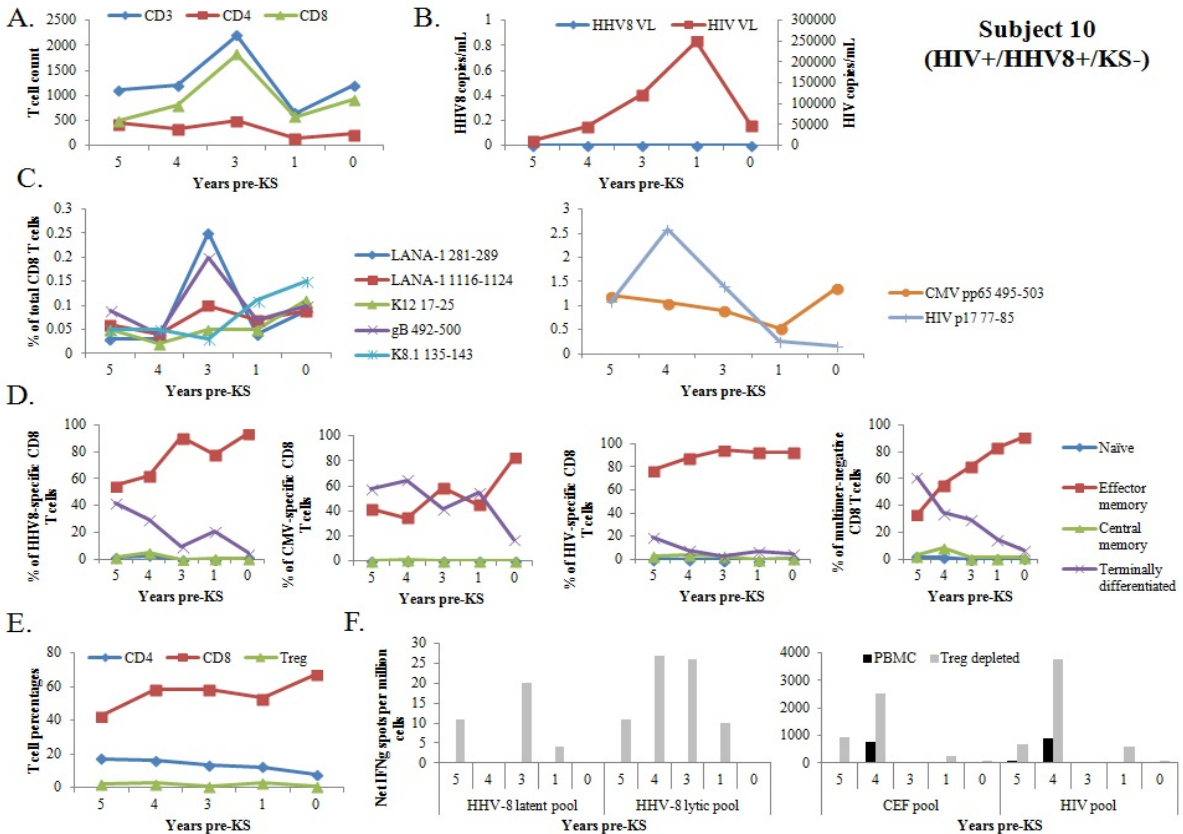 Subject 10
(HIV+/HHV8+/KS-)
A.
CD3 CD4 CD8
T cell count
2500
2000
1500
1000
500
0
5 4 3 1 0
Years pre-KS
B.
HHV8 VL HIV VL
HHV8 copies/mL
1
0.8
0.6
0.4
0.2
0
300000
250000
200000
150000
100000
50000
0
HIV copies/mL
5 4 3 1 0
Years pre-KS
C.
% of total CD8 T cells
0.3
0.25
0.2
0.15
0.1
0.05
0
5 4 3 1 0
Years pre-KS
LANA-1 281-289
LANA-1 1116-1124
K12 17-25
gB 492-500
K8.1 135-143
3
2.5
2
1.5
1
0.5
0
5 4 3 1 0
Years pre-KS
CMV pp65 495-503
HIV p17 77-85
D.
% of HHV8-specific CD8
T cells
100
80
60
40
20
0
5 4 3 1 0
Years pre-KS
% of CMV-specific CD8
T cells
100
80
60
40
20
0
5 4 3 1 0
Years pre-KS
% of HIV-specific CD8
T cells
100
80
60
40
20
0
5 4 3 1 0
Years pre-KS
% of multimer-negative
CD8 T cells
100
80
60
40
20
0
5 4 3 1 0
Years pre-KS
Naïve
Effector
memory
Central
memory
Terminally
differentiated
E.
CD4 CD8 Treg
T cell percentages
80
60
40
20
0
5 4 3 1 0
Years pre-KS
F.
Net IFNg spots per million
cells
30
25
20
15
10
5
0
5 4 3 1 0 5 4 3 1 0
HHV-8 latent pool HHV-8 lytic pool
Years pre-KS
PBMC Treg depleted
4000
3000
2000
1000
0
5 4 3 1 0 5 4 3 1 0
CEF pool HIV pool
Years pre-KS